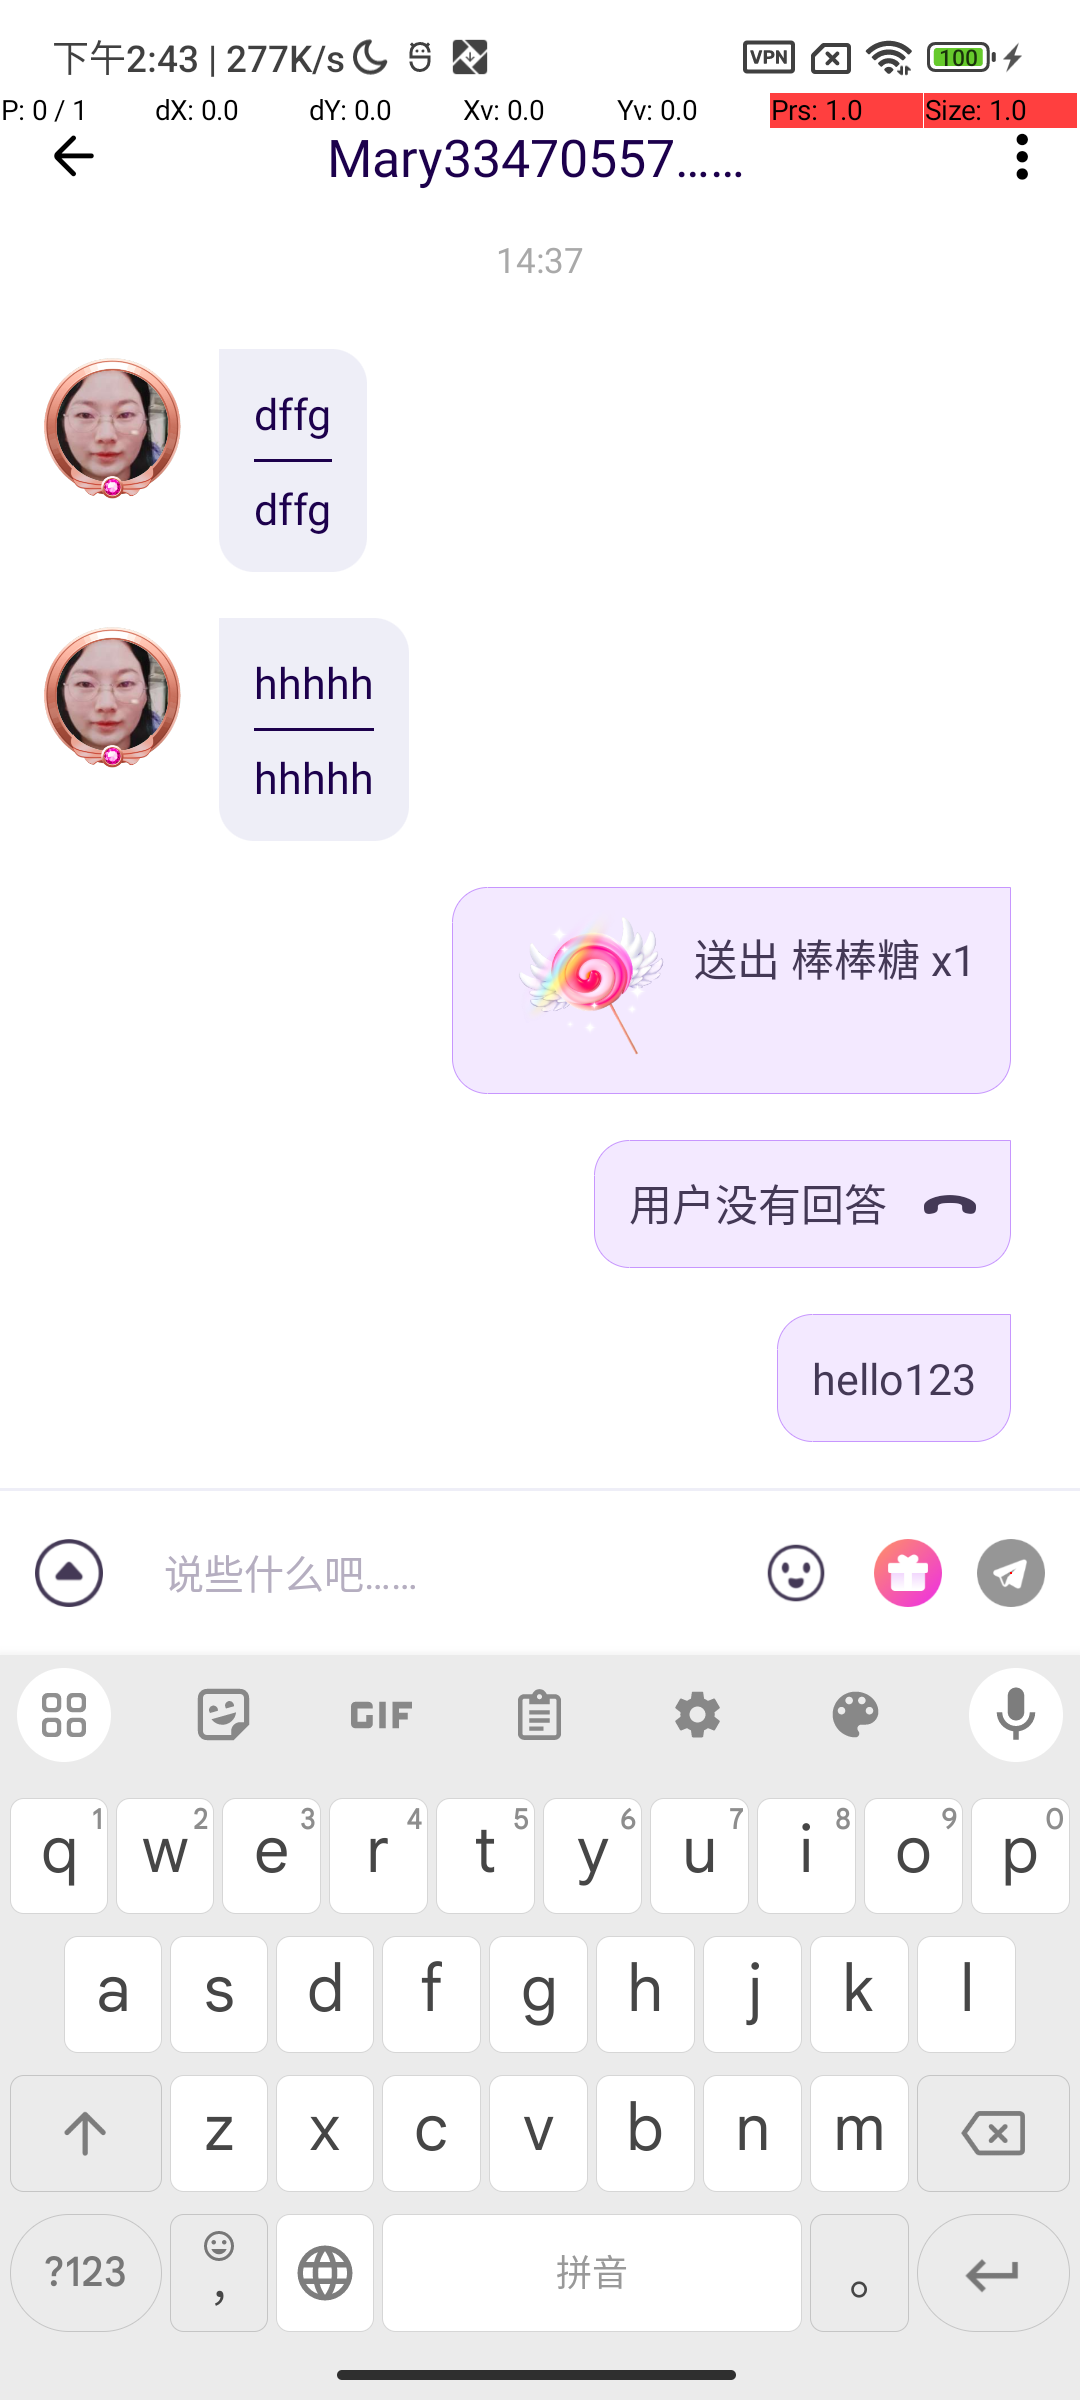 下午2:43 | 277K/s
VPN
100
P: 0 / 1 dX: 0.0 dY: 0.0 Xv: 0.0 Yv: 0.0 Prs: 1.0 Size: 1.0
Mary33470557......
14:37
dffg
dffg
hhhhh
hhhhh
送出 棒棒糖 x1
用户没有回答
hello123
说些什么吧......
GIF
q 1 w 2 e 3 r 4 t 5 y 6 u 7 i 8 o 9 p 0
a s d f g h j k l
z x c v b n m
?123 ， 拼音 。